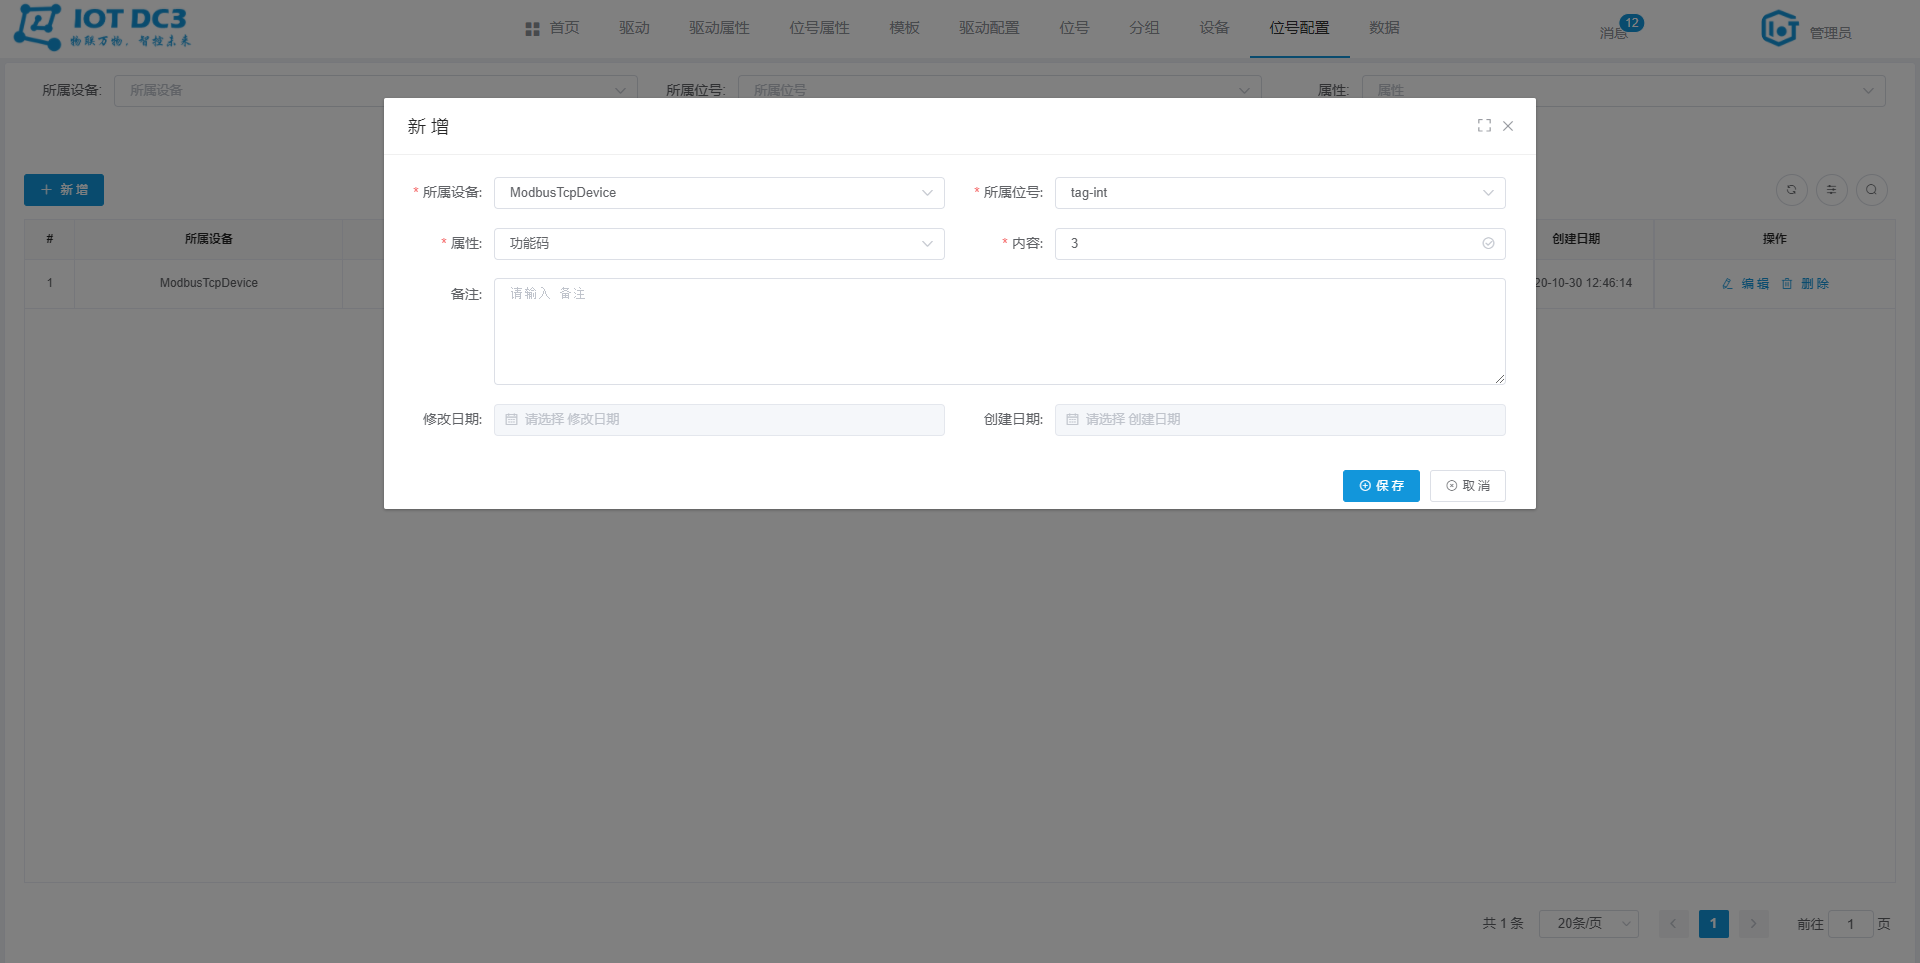 IOT DC3
物联万物，智控未来
首页 驱动 驱动属性 位号属性 模板 驱动配置 位号 分组 设备 位号配置 数据
消息 12
管理员
所属设备: 所属设备 所属位号: 所属位号 属性: 属性
新 增
* 所属设备: ModbusTcpDevice * 所属位号: tag-int
* 属性: 功能码 * 内容: 3
备注: 请输入 备注
修改日期: 请选择 修改日期 创建日期: 请选择 创建日期
保 存 取 消
新 增
# 所属设备 创建日期 操作
1 ModbusTcpDevice 20-10-30 12:46:14 编 辑 删 除
共 1 条 20条/页 1 前往 1 页